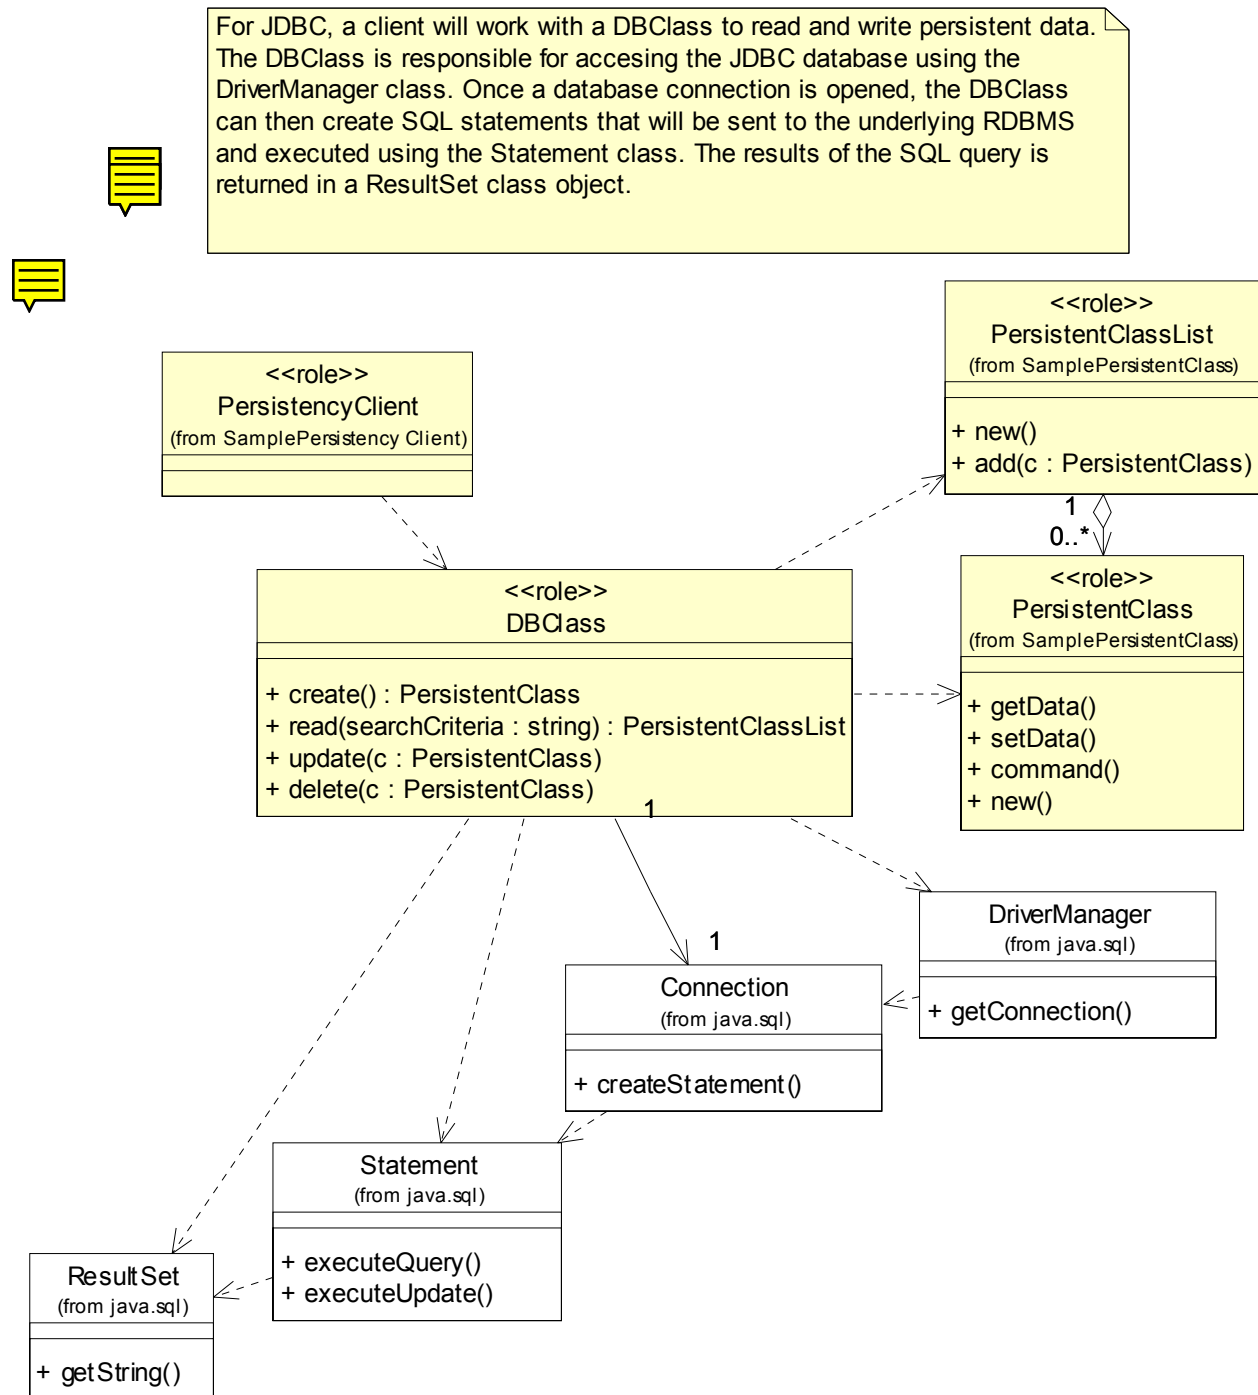 For JDBC, a client will work with a DBClass to read and write persistent data.
The DBClass is responsible for accesing the JDBC database using the
DriverManager class. Once a database connection is opened, the DBClass
can then create SQL statements that will be sent to the underlying RDBMS
and executed using the Statement class. The results of the SQL query is
returned in a ResultSet class object.
<<role>>
PersistentClassList
(from SamplePersistentClass)
+ new()
+ add(c : PersistentClass)
<<role>>
PersistencyClient
(from SamplePersistency Client)
1
0..*
<<role>>
DBClass
+ create() : PersistentClass
+ read(searchCriteria : string) : PersistentClassList
+ update(c : PersistentClass)
+ delete(c : PersistentClass)
<<role>>
PersistentClass
(from SamplePersistentClass)
+ getData()
+ setData()
+ command()
+ new()
1
1
DriverManager
(from java.sql)
+ getConnection()
Connection
(from java.sql)
+ createStatement()
Statement
(from java.sql)
+ executeQuery()
+ executeUpdate()
ResultSet
(from java.sql)
+ getString()